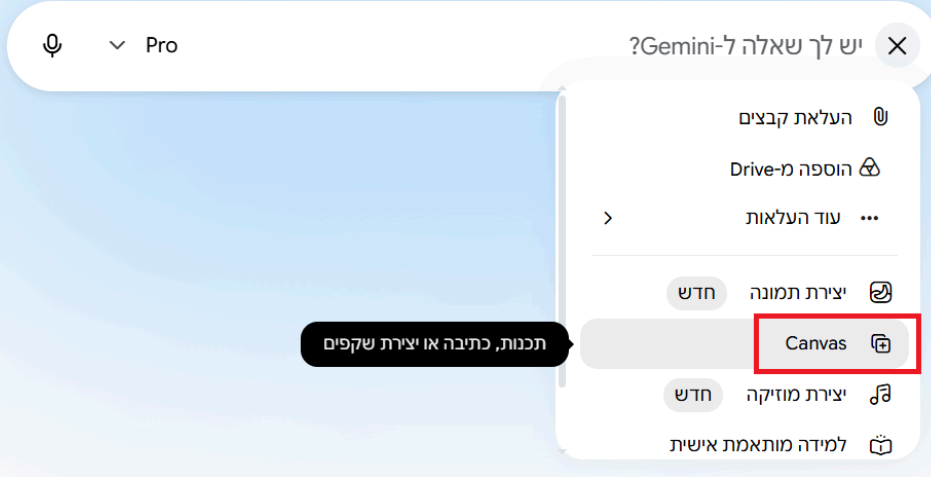 יש לך שאלה ל-Gemini?
Pro
העלאת קבצים
הוספה מ-Drive
עוד העלאות
יצירת תמונה חדש
Canvas
תכנות, כתיבה או יצירת שקפים
יצירת מוזיקה חדש
למידה מותאמת אישית